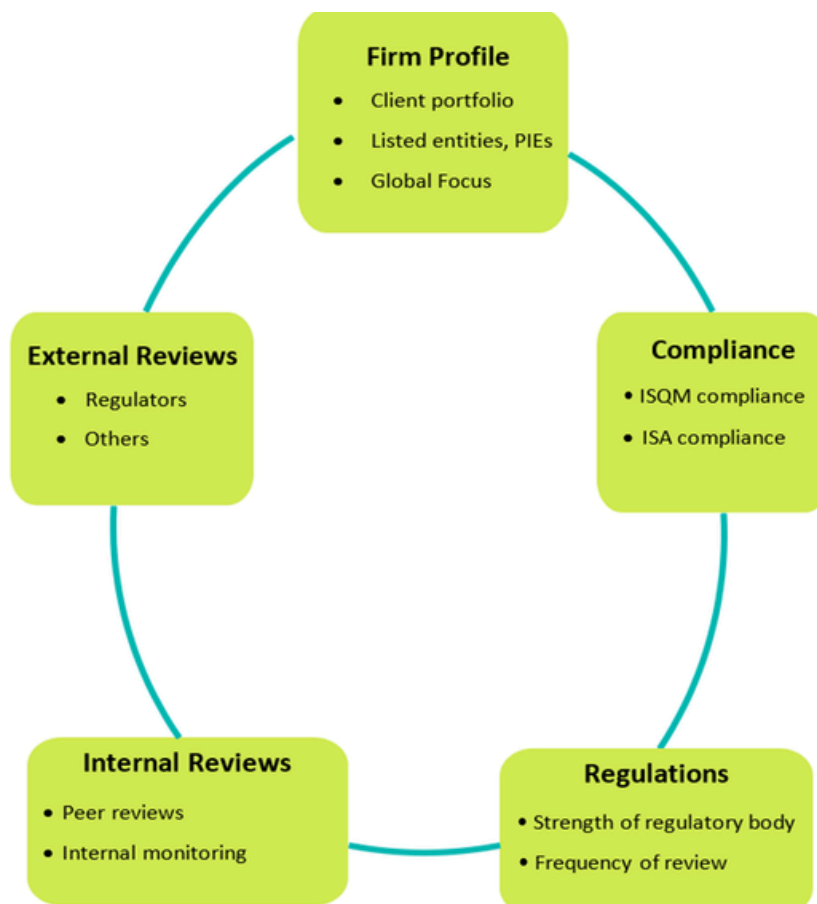 Firm Profile
• Client portfolio
• Listed entities, PIEs
• Global Focus
External Reviews
• Regulators
• Others
Compliance
• ISQM compliance
• ISA compliance
Internal Reviews
• Peer reviews
• Internal monitoring
Regulations
• Strength of regulatory body
• Frequency of review